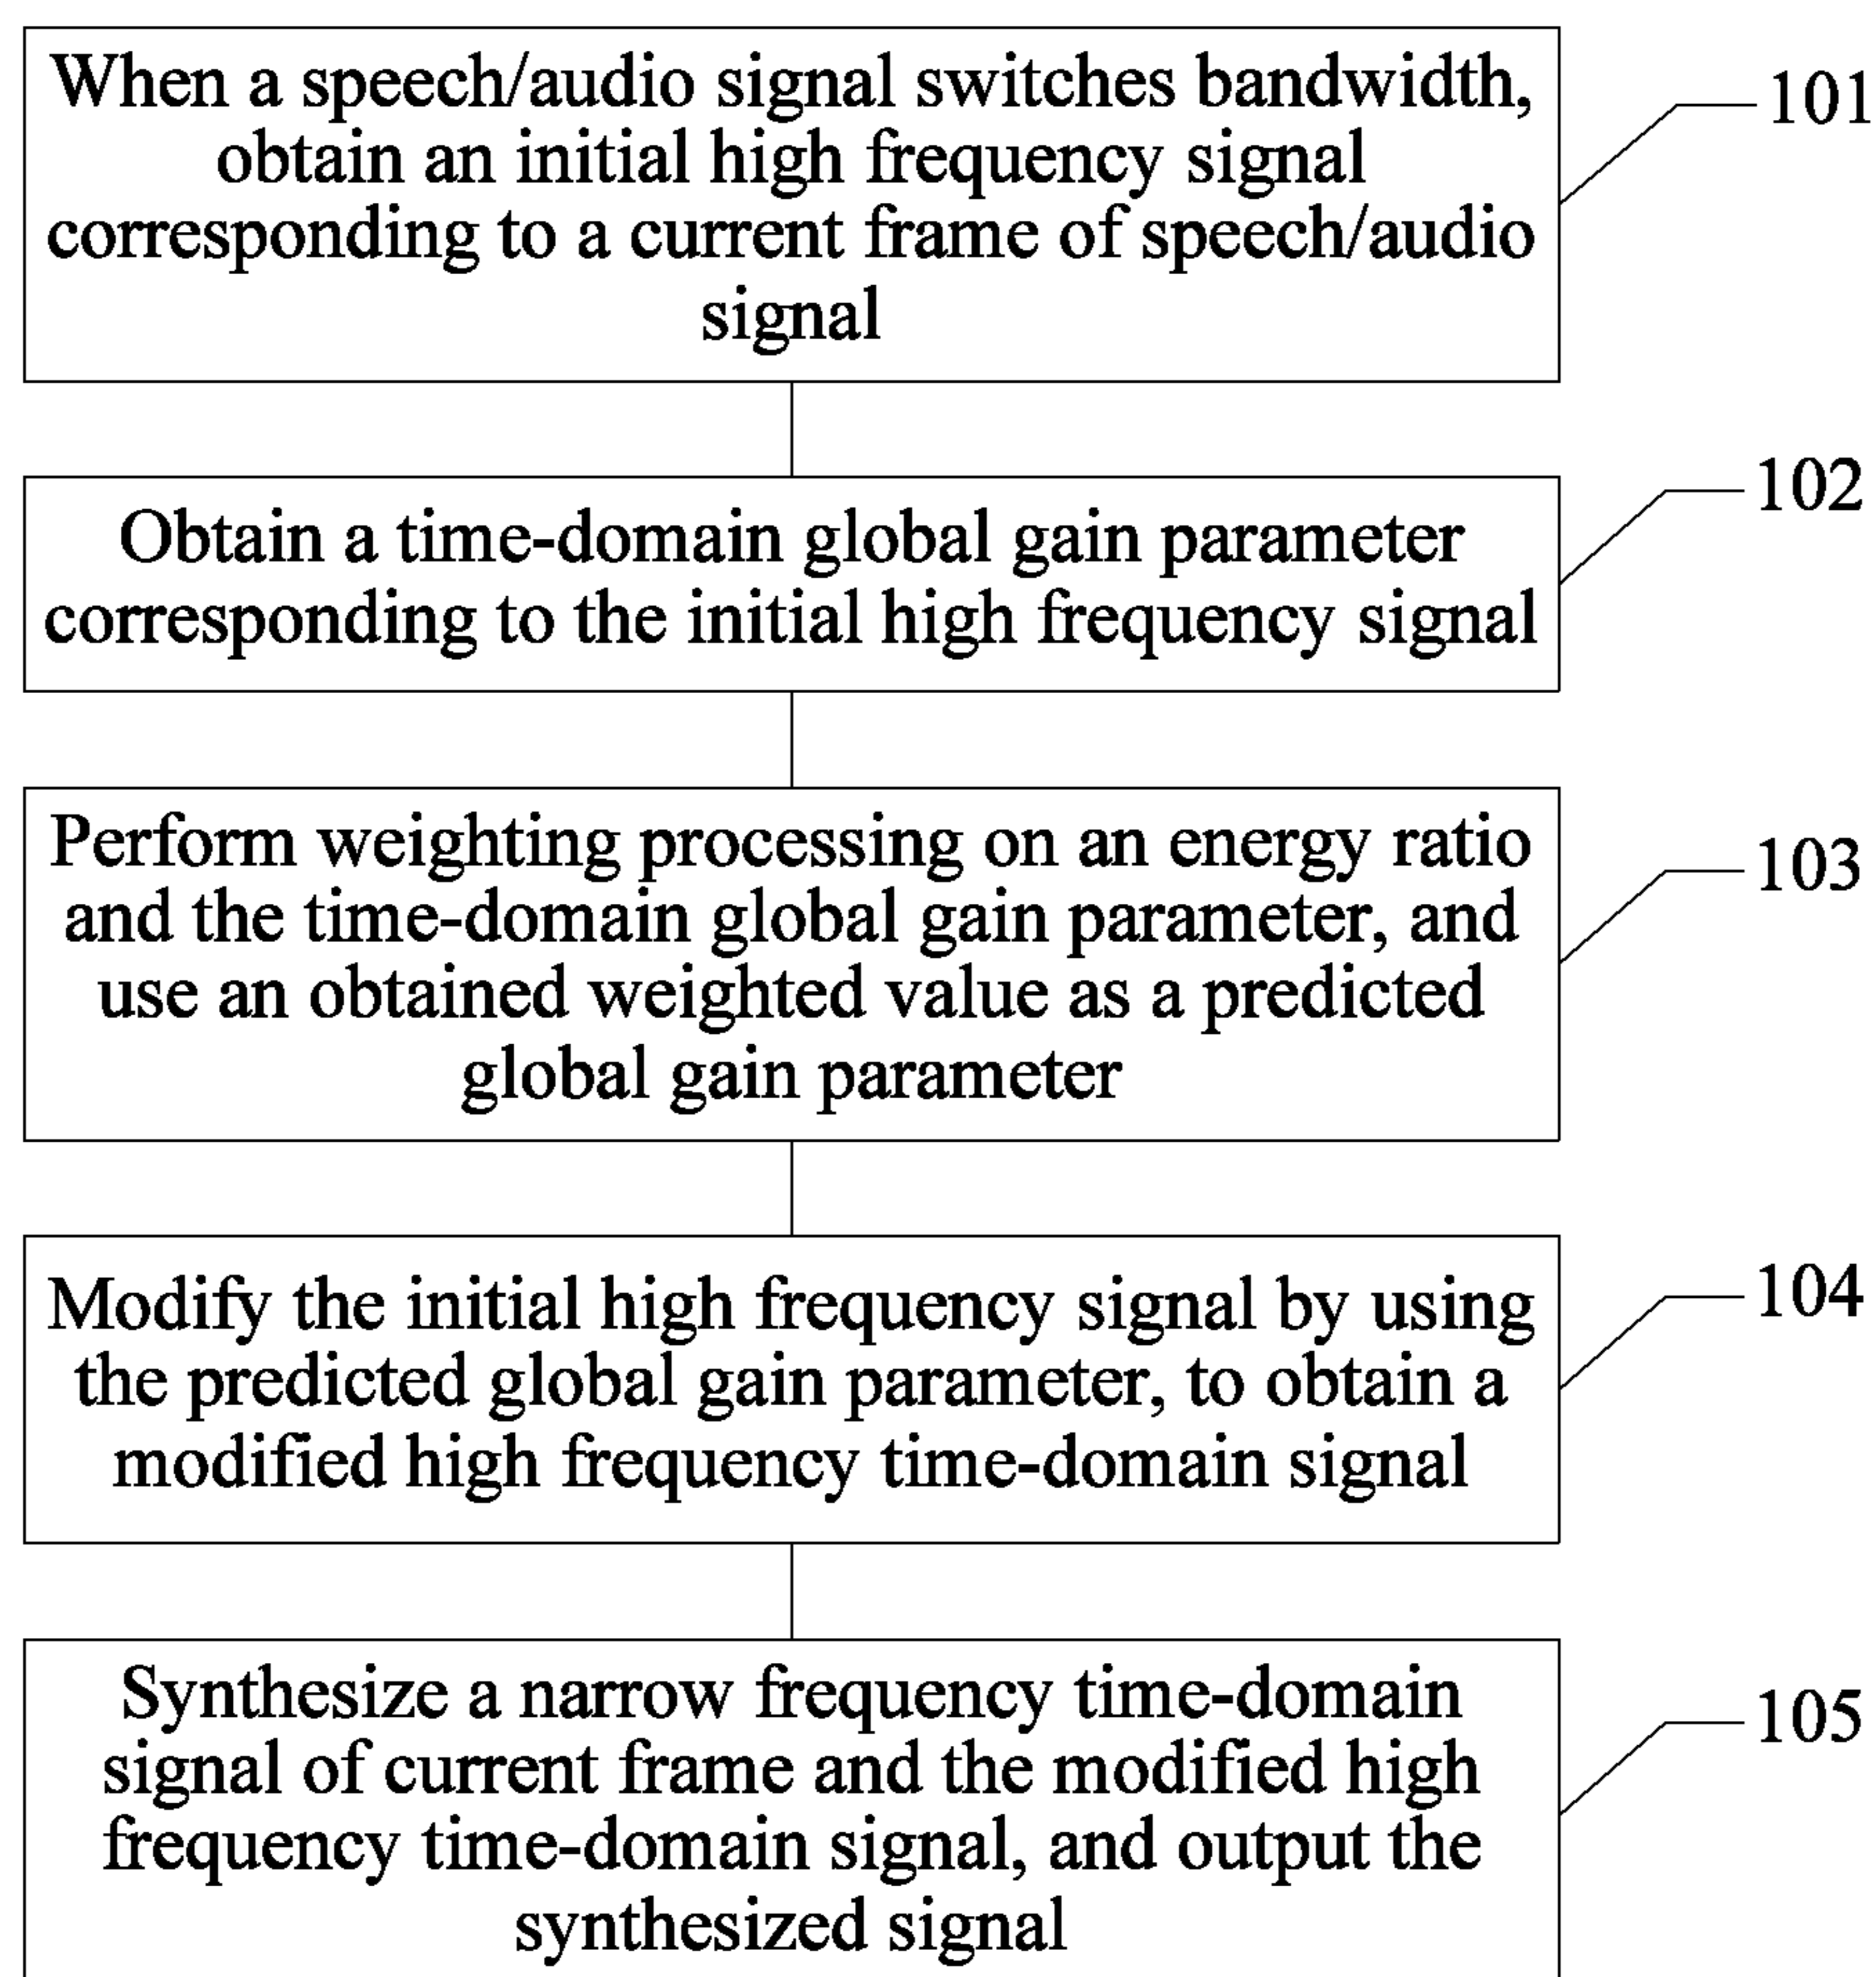 When a speech/audio signal switches bandwidth,
obtain an initial high frequency signal
corresponding to a current frame of speech/audio
signal
101
Obtain a time-domain global gain parameter
corresponding to the initial high frequency signal
102
Perform weighting processing on an energy ratio
and the time-domain global gain parameter, and
use an obtained weighted value as a predicted
global gain parameter
103
Modify the initial high frequency signal by using
the predicted global gain parameter, to obtain a
modified high frequency time-domain signal
104
Synthesize a narrow frequency time-domain
signal of current frame and the modified high
frequency time-domain signal, and output the
synthesized signal
105